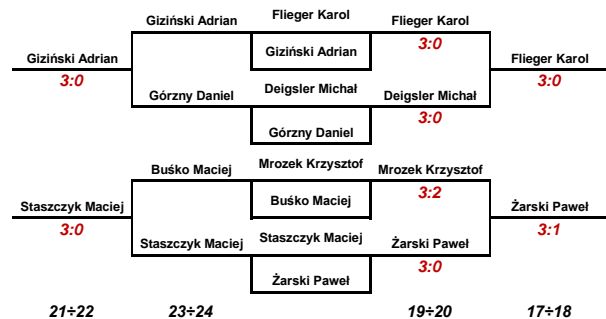 Giziński Adrian Flieger Karol Flieger Karol
Giziński Adrian Giziński Adrian 3:0 Flieger Karol
3:0 Górzny Daniel Deigsler Michał Deigsler Michał 3:0
Górzny Daniel 3:0
Buśko Maciej Mrozek Krzysztof Mrozek Krzysztof
Staszczyk Maciej Buśko Maciej 3:2 Żarski Paweł
3:0 Staszczyk Maciej Staszczyk Maciej Żarski Paweł 3:1
Żarski Paweł 3:0
21÷22 23÷24 19÷20 17÷18